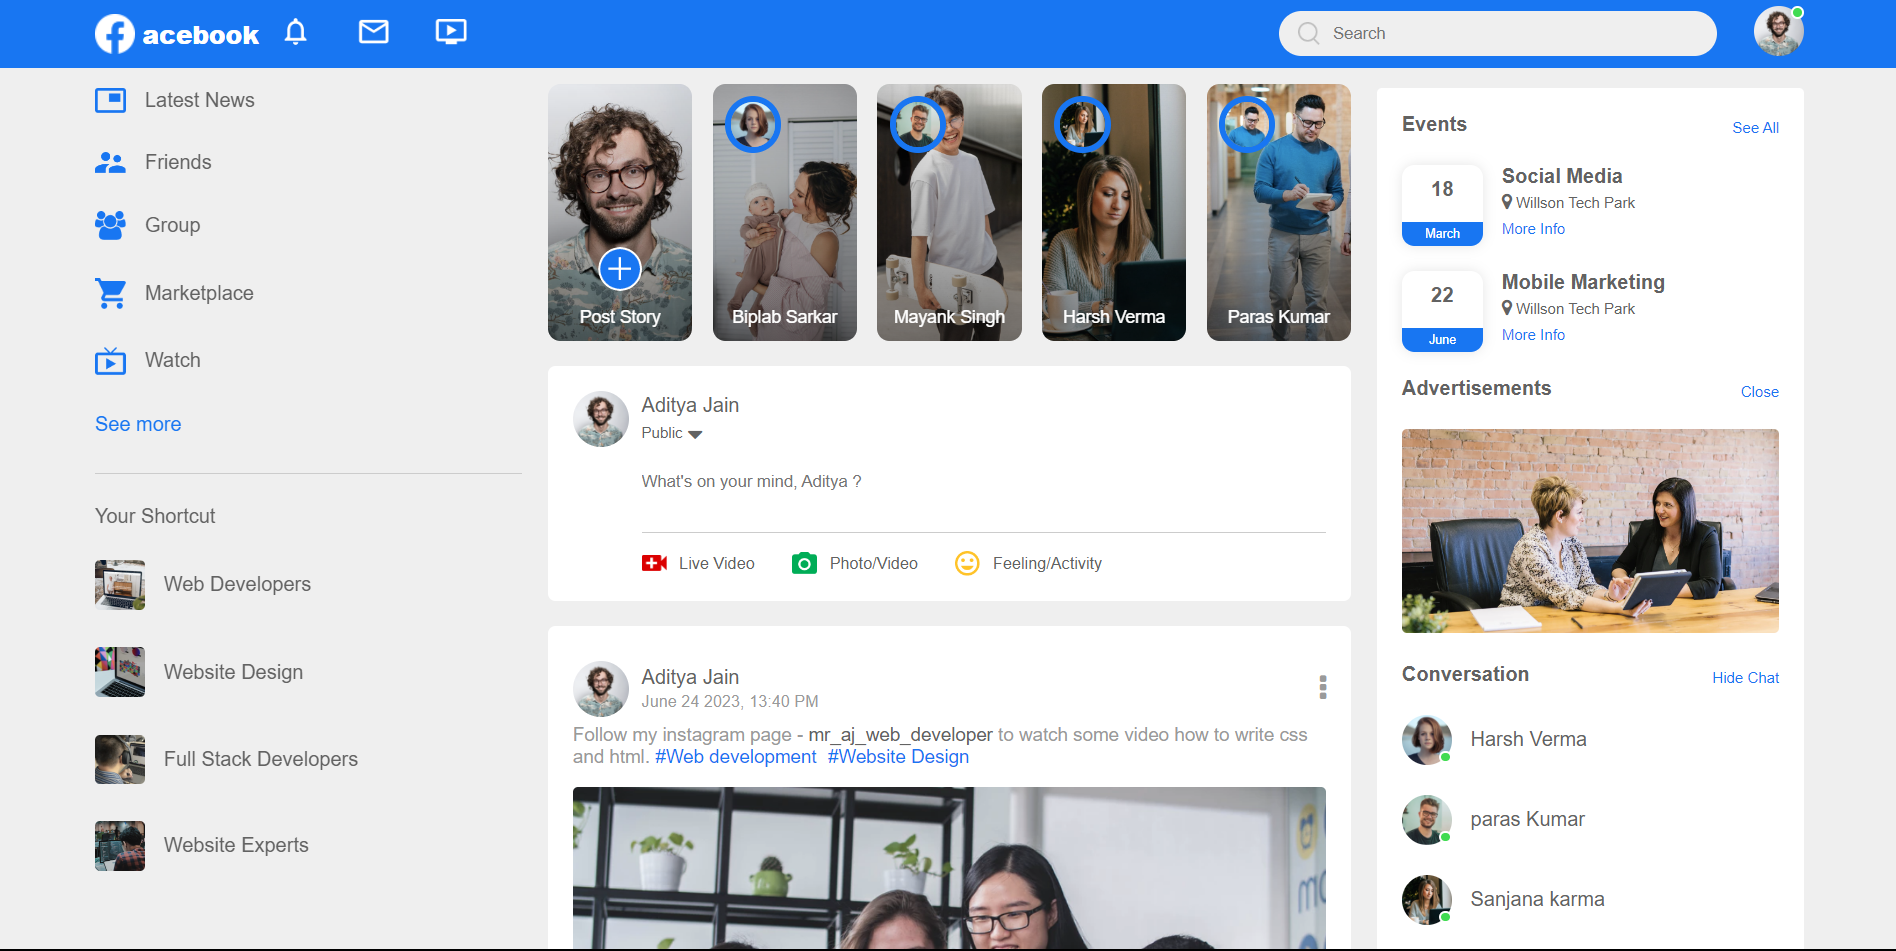 acebook
Search
Latest News
Friends
Group
Marketplace
Watch
See more
Your Shortcut
Web Developers
Website Design
Full Stack Developers
Website Experts
Post Story
Biplab Sarkar
Mayank Singh
Harsh Verma
Paras Kumar
Aditya Jain
Public
What's on your mind, Aditya ?
Live Video
Photo/Video
Feeling/Activity
Aditya Jain
June 24 2023, 13:40 PM
Follow my instagram page - mr_aj_web_developer to watch some video how to write css
and html. #Web development #Website Design
Events
See All
18
March
Social Media
Willson Tech Park
More Info
22
June
Mobile Marketing
Willson Tech Park
More Info
Advertisements
Close
Conversation
Hide Chat
Harsh Verma
paras Kumar
Sanjana karma